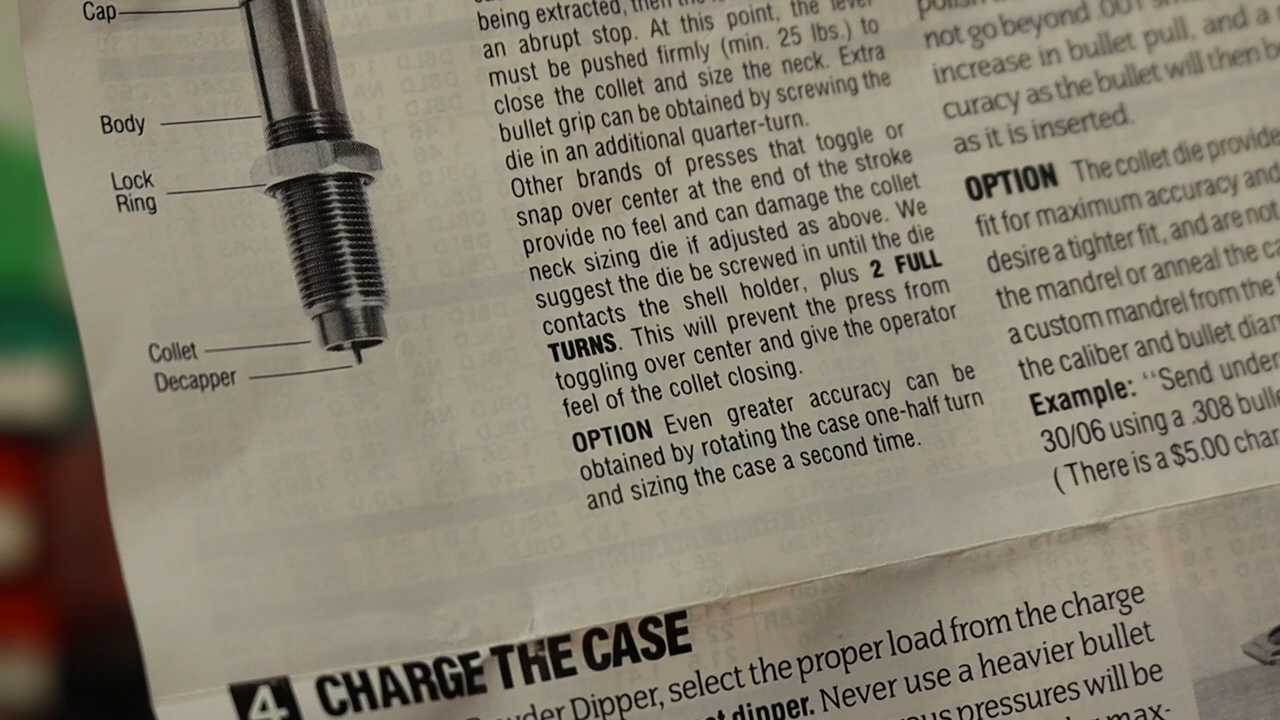 Cap
Body
Lock
Ring
Collet
Decapper
being extracted, then the
an abrupt stop. At this point, the lever
must be pushed firmly (min. 25 lbs.) to
close the collet and size the neck. Extra
bullet grip can be obtained by screwing the
die in an additional quarter-turn.
Other brands of presses that toggle or
snap over center at the end of the stroke
provide no feel and can damage the collet
neck sizing die if adjusted as above. We
suggest the die be screwed in until the die
contacts the shell holder, plus 2 FULL
TURNS. This will prevent the press from
toggling over center and give the operator
feel of the collet closing.
OPTION Even greater accuracy can be
obtained by rotating the case one-half turn
and sizing the case a second time.
not go beyond .001
increase in bullet pull, and a
curacy as the bullet will then
as it is inserted.
OPTION The collet die provide
fit for maximum accuracy and
desire a tighter fit, and are not
the mandrel or anneal the
a custom mandrel from the
the caliber and bullet
Example: "Send under
30/06 using a .308
(There is a $5.00
4 CHARGE THE CASE
Dipper, select the proper load from the charge
dipper. Never use a heavier bullet
pressures will be